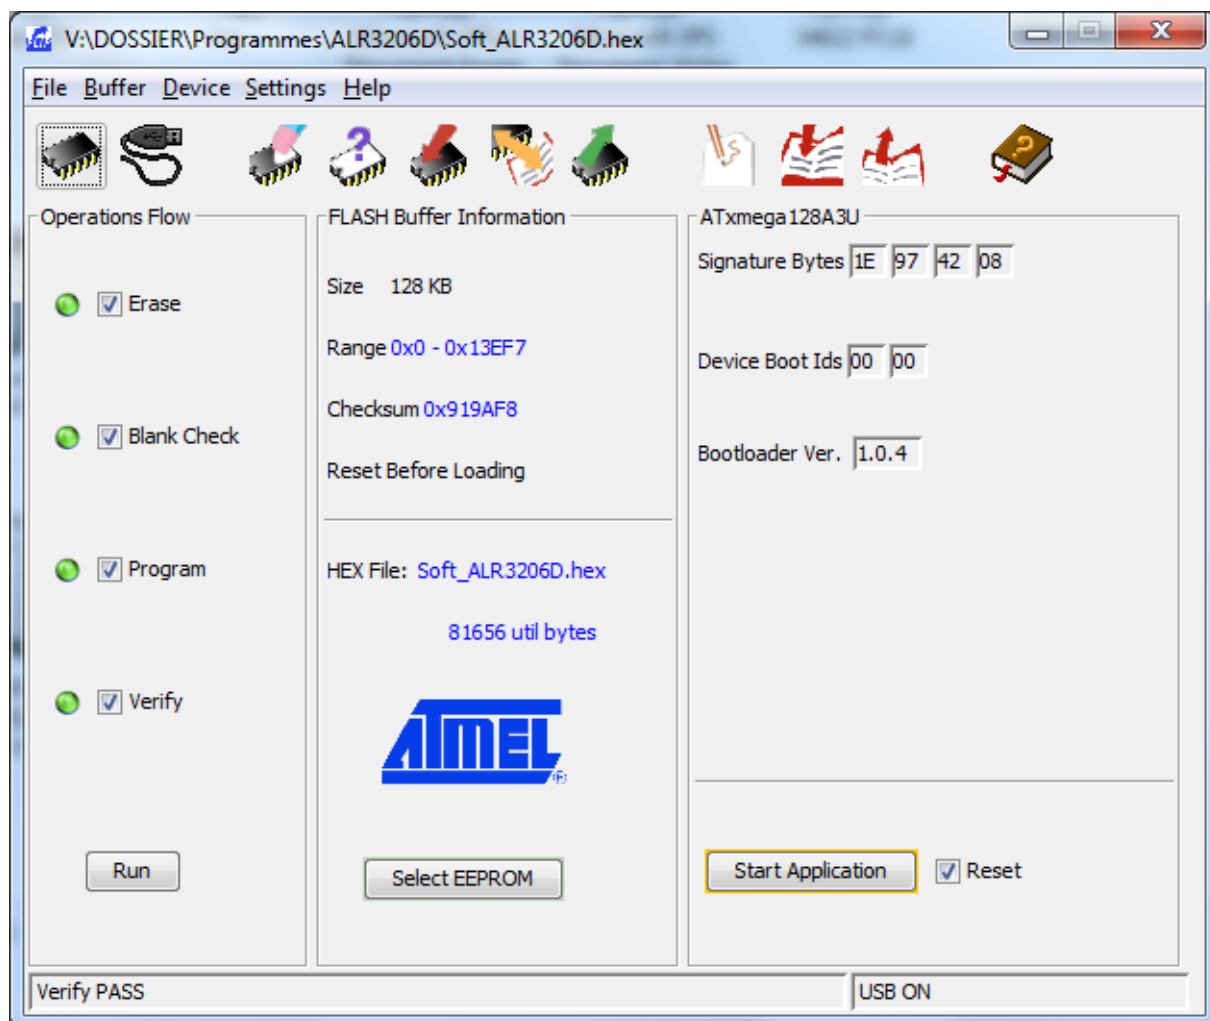 V:\DOSSIER\Programmes\ALR3206D\Soft_ALR3206D.hex
File Buffer Device Settings Help
Operations Flow
Erase
Blank Check
Program
Verify
Run
FLASH Buffer Information
Size 128 KB
Range 0x0 - 0x13EF7
Checksum 0x919AF8
Reset Before Loading
HEX File: Soft_ALR3206D.hex
81656 util bytes
ATMEL®
Select EEPROM
ATxmega128A3U
Signature Bytes 1E 97 42 08
Device Boot Ids 00 00
Bootloader Ver. 1.0.4
Start Application Reset
Verify PASS USB ON